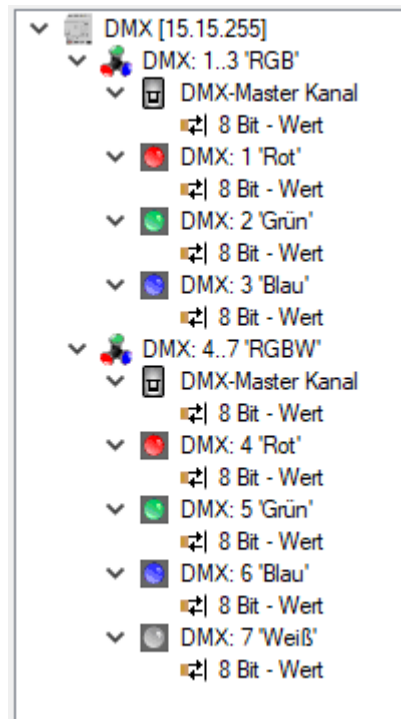 DMX [15.15.255]
DMX: 1..3 'RGB'
DMX-Master Kanal
8 Bit - Wert
DMX: 1 'Rot'
8 Bit - Wert
DMX: 2 'Grün'
8 Bit - Wert
DMX: 3 'Blau'
8 Bit - Wert
DMX: 4..7 'RGBW'
DMX-Master Kanal
8 Bit - Wert
DMX: 4 'Rot'
8 Bit - Wert
DMX: 5 'Grün'
8 Bit - Wert
DMX: 6 'Blau'
8 Bit - Wert
DMX: 7 'Weiß'
8 Bit - Wert